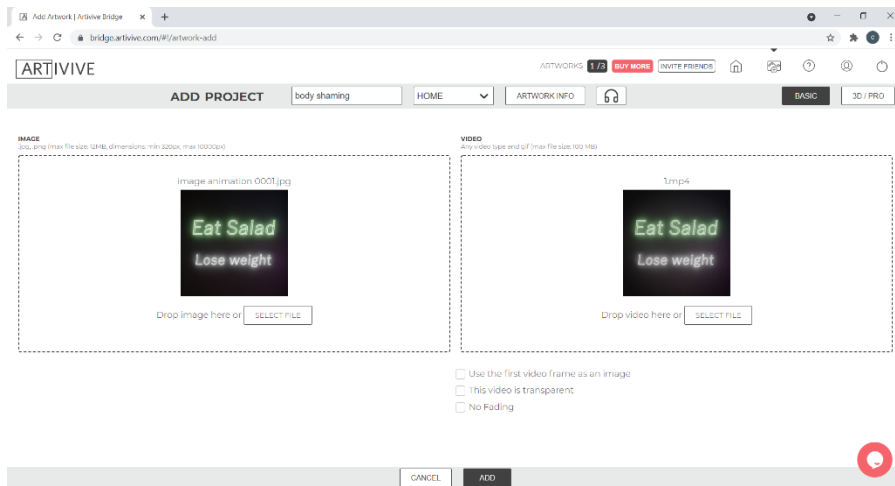 Add Artwork | Artivive Bridge
bridge.artivive.com/#!/artwork-add
ARTIVIVE
ARTWORKS 1 /3 BUY MORE INVITE FRIENDS
ADD PROJECT body shaming HOME ARTWORK INFO BASIC 3D / PRO
IMAGE
.jpg, .png (max file size: 12MB, dimensions: min 320px, max 10000px)
image animation 0001.jpg
Eat Salad
Lose weight
Drop image here or SELECT FILE
VIDEO
Any video type and gif (max file size: 100 MB)
1.mp4
Eat Salad
Lose weight
Drop video here or SELECT FILE
Use the first video frame as an image
This video is transparent
No Fading
CANCEL ADD